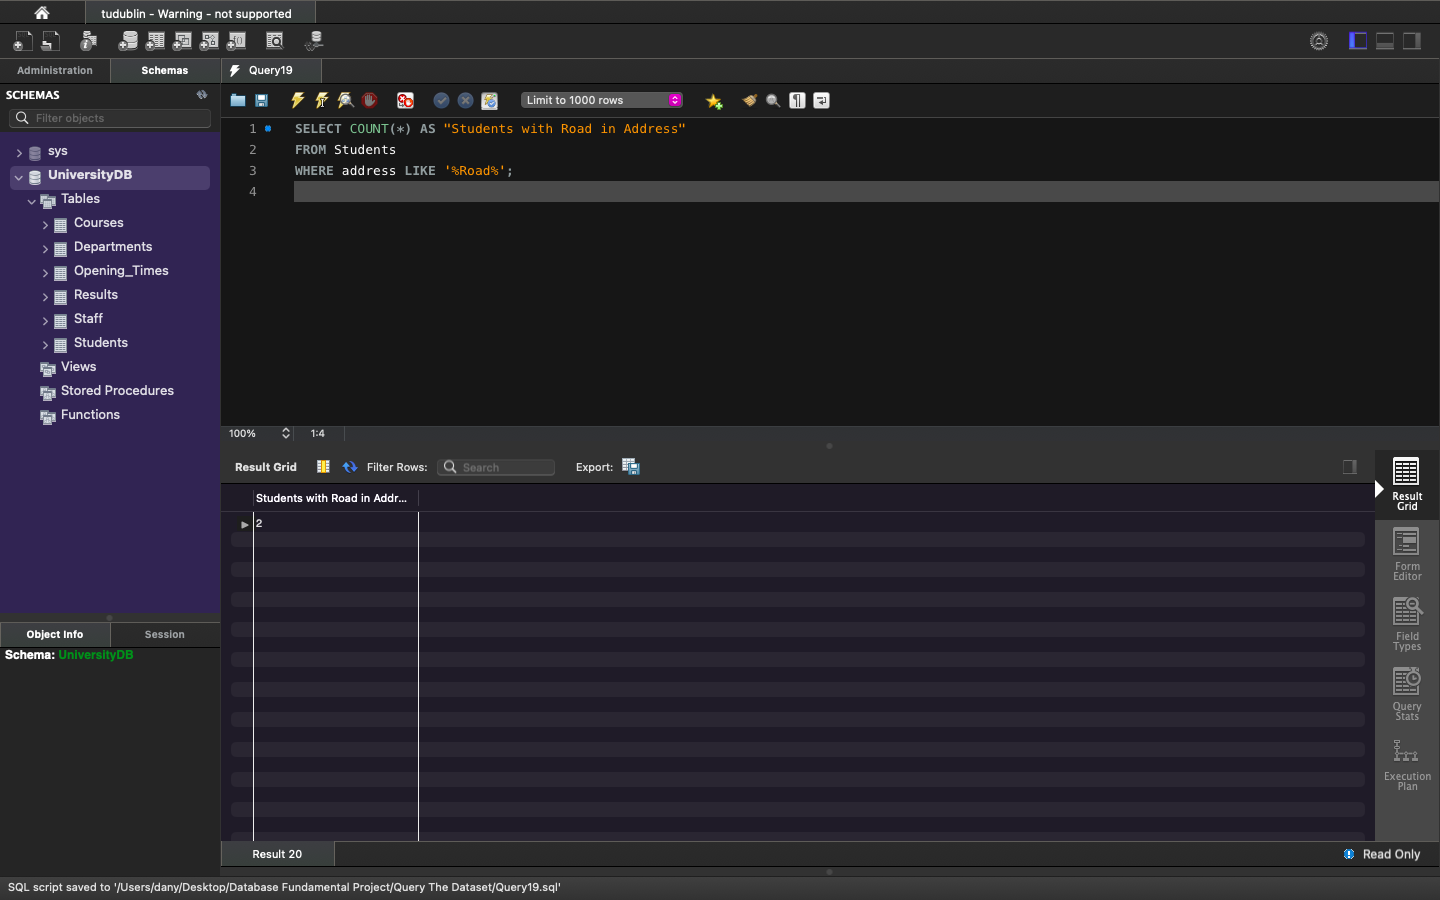 tudublin - Warning - not supported
Administration
Schemas
Query19
SCHEMAS
Filter objects
Limit to 1000 rows
sys
UniversityDB
Tables
Courses
Departments
Opening_Times
Results
Staff
Students
Views
Stored Procedures
Functions
1 SELECT COUNT(*) AS "Students with Road in Address"
2 FROM Students
3 WHERE address LIKE '%Road%';
4
100% 1:4
Result Grid Filter Rows: Search Export:
Students with Road in Addr...
2
Result
Grid
Form
Editor
Field
Types
Query
Stats
Execution
Plan
Object Info
Session
Schema: UniversityDB
Result 20
Read Only
SQL script saved to '/Users/dany/Desktop/Database Fundamental Project/Query The Dataset/Query19.sql'